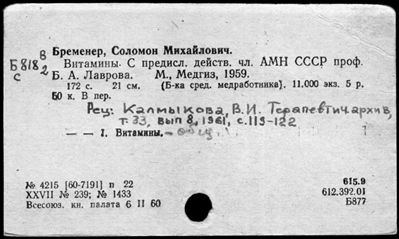 Бременер, Соломон Михайлович.
Б818 в
с 2
Витамины. С предисл. действ. чл. АМН СССР проф.
Б. А. Лаврова. М., Медгиз, 1959.
172 с. 21 см. (Б-ка сред. медработника). 11.000 экз. 5 р.
50 к. В пер.
Рец: Калмыкова, В.И. Терапевтич архив,
т. 33, вып 8, 1961, с. 119-122
— — 1. Витамины.
№ 4215 [60-7191] п 22
XXVII № 239; № 1433
Всесоюз. кн. палата 6 II 60
615.9
612.392.01
Б877